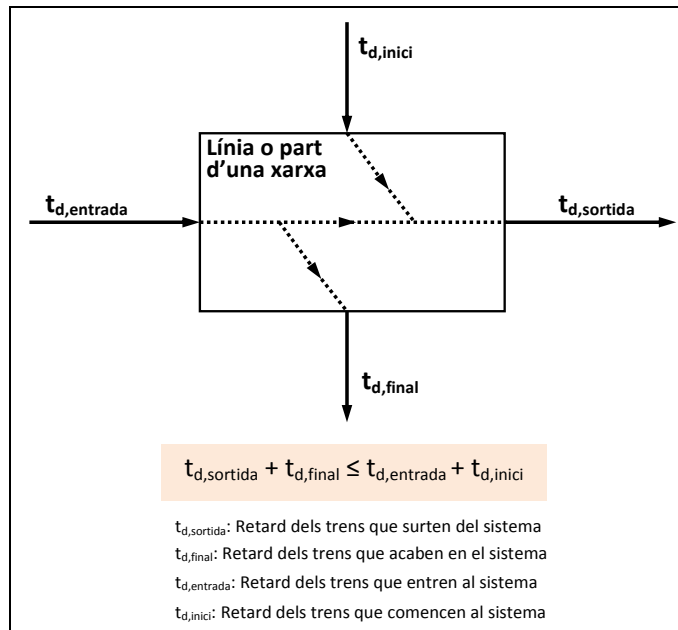 t_d,inici
Línia o part
d'una xarxa
t_d,entrada
t_d,sortida
t_d,final
t_d,sortida + t_d,final ≤ t_d,entrada + t_d,inici
t_d,sortida: Retard dels trens que surten del sistema
t_d,final: Retard dels trens que acaben en el sistema
t_d,entrada: Retard dels trens que entren al sistema
t_d,inici: Retard dels trens que comencen al sistema